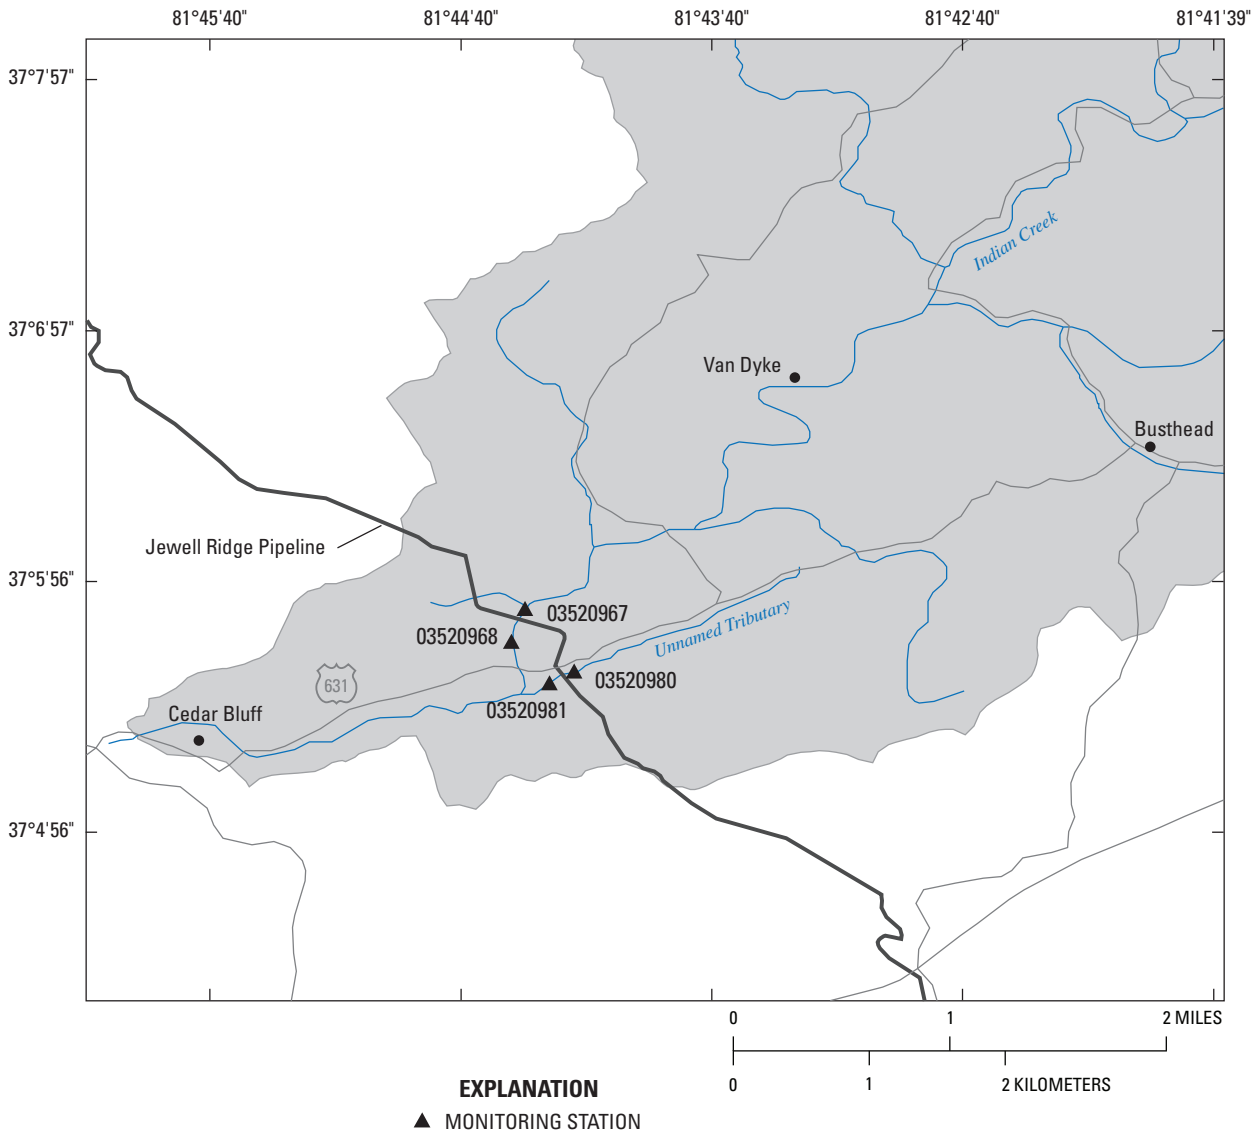 81°45'40"
81°44'40"
81°43'40"
81°42'40"
81°41'39"
37°7'57"
37°6'57"
37°5'56"
37°4'56"
Indian Creek
Van Dyke
Busthead
Jewell Ridge Pipeline
03520967
03520968
Unnamed Tributary
03520980
03520981
631
Cedar Bluff
0 1 2 MILES
0 1 2 KILOMETERS
EXPLANATION
MONITORING STATION